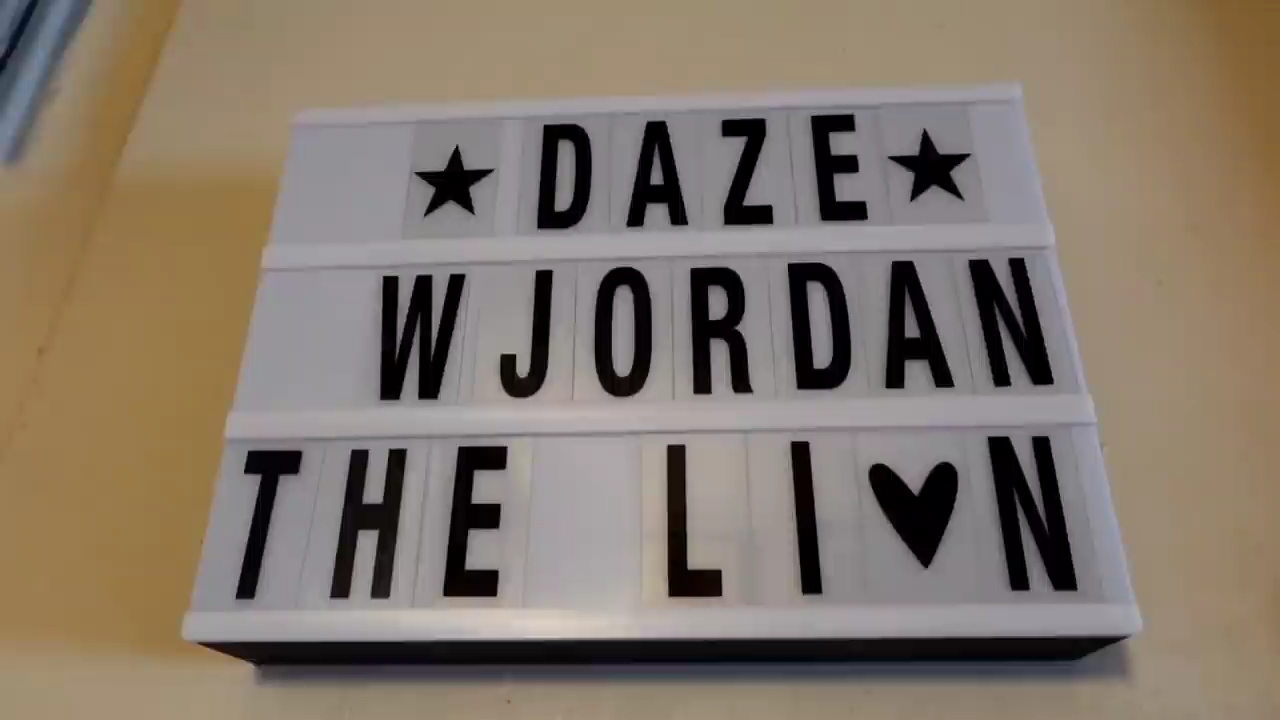 ★ DAZE ★
W JORDAN
THE LI♥N